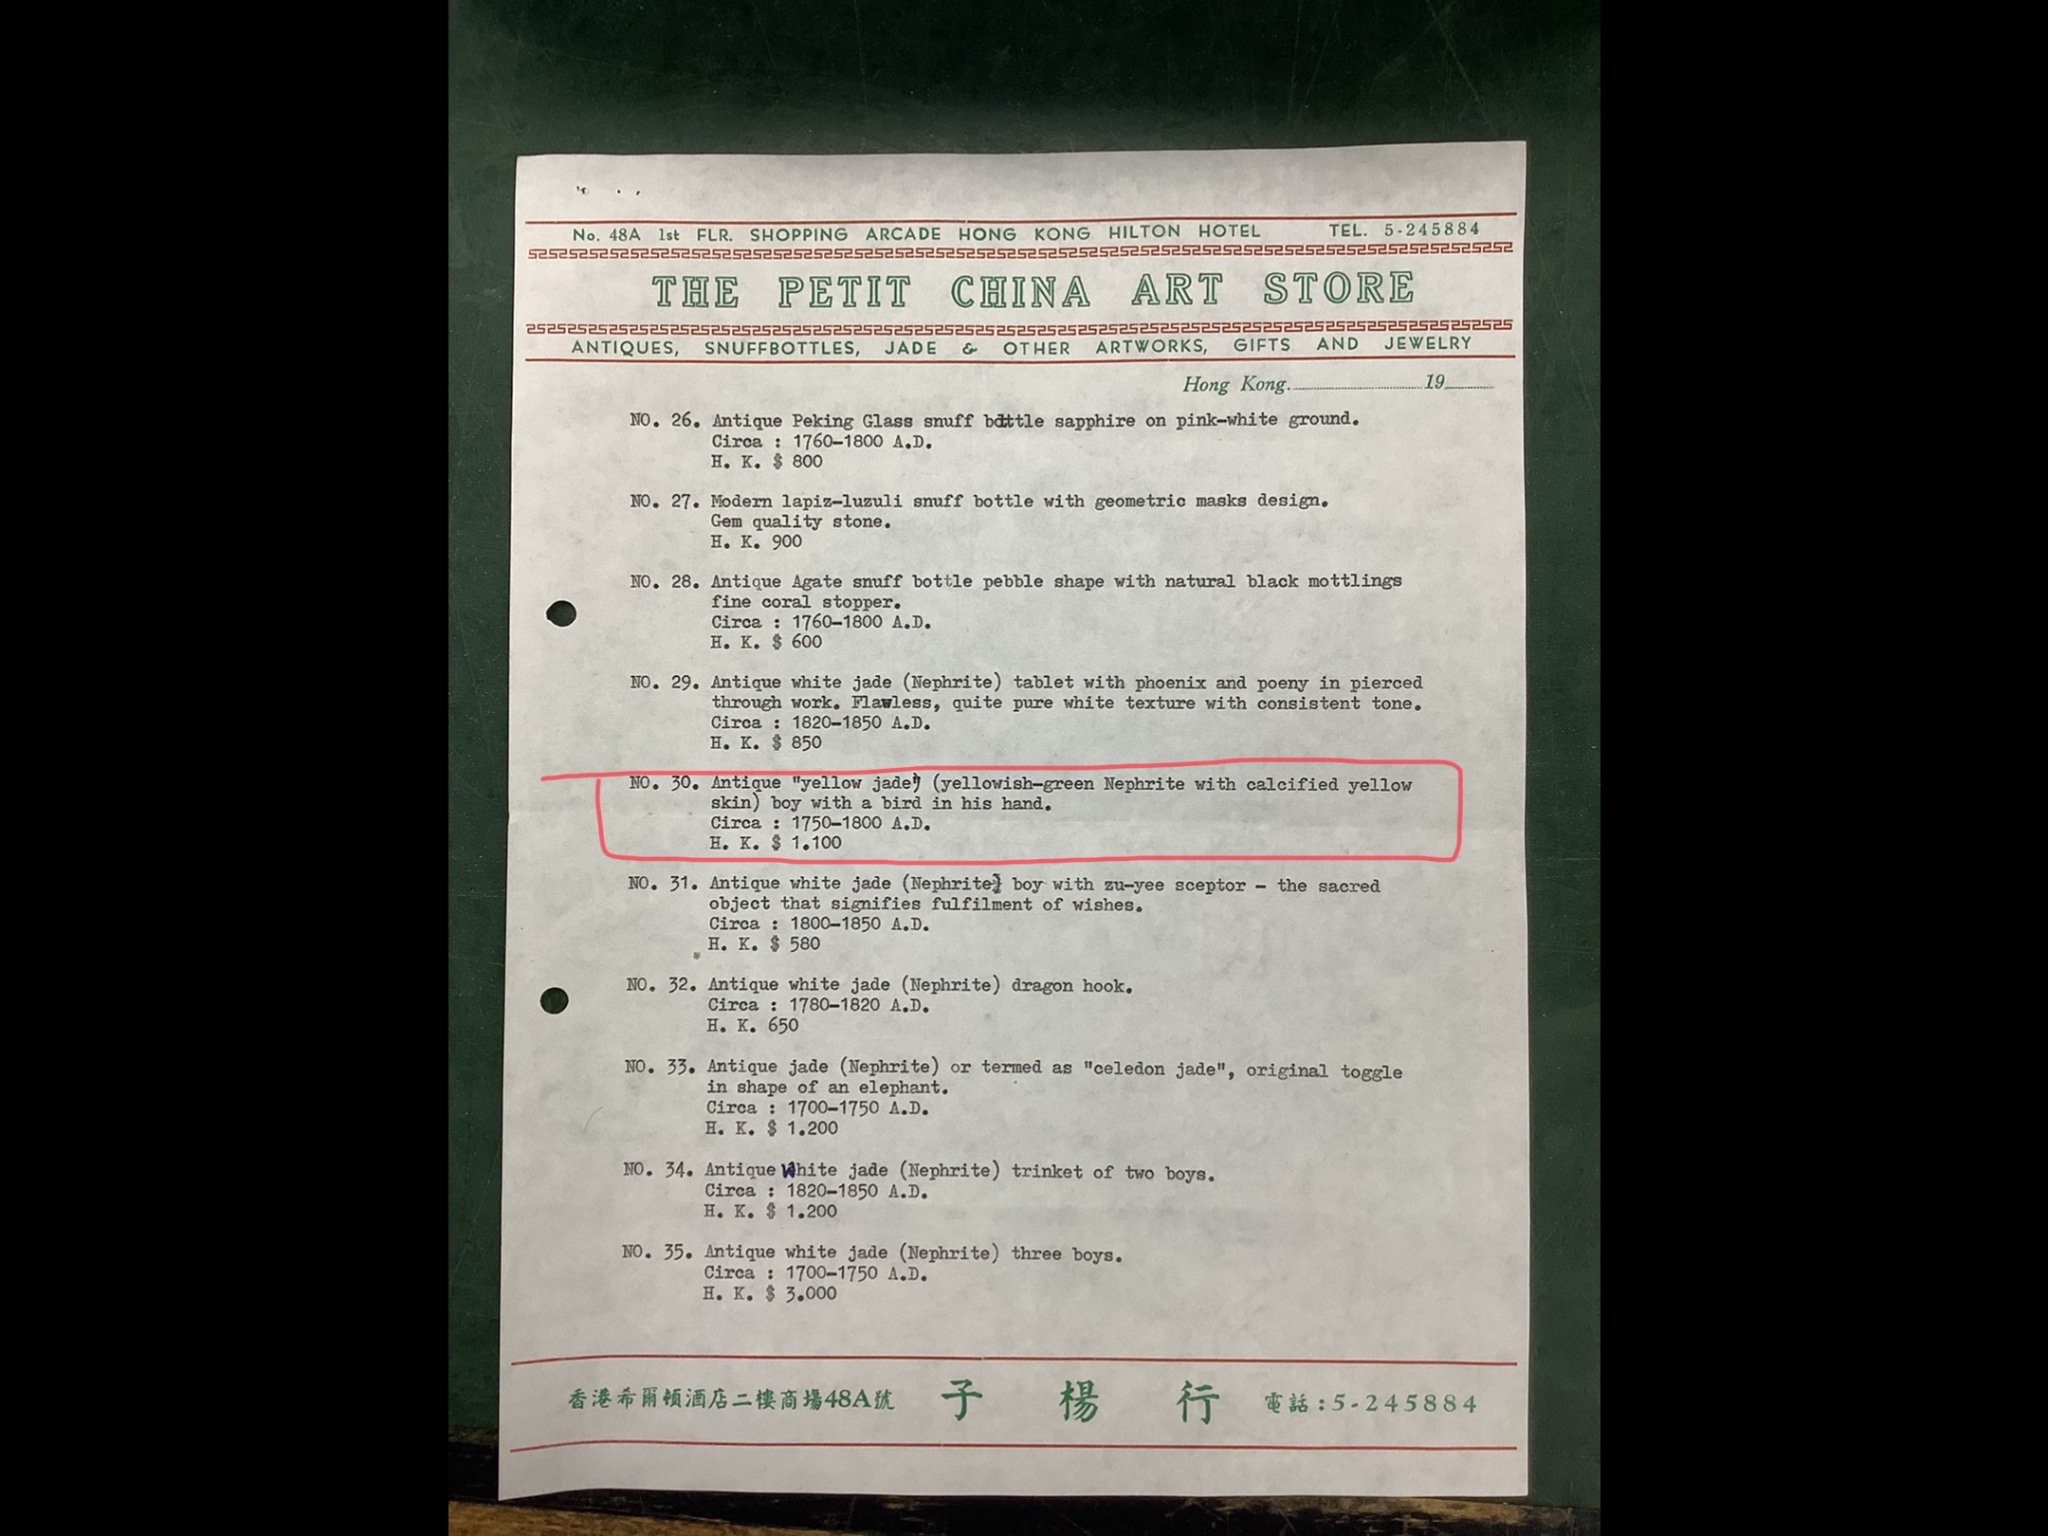 No. 48A 1st FLR. SHOPPING ARCADE HONG KONG HILTON HOTEL TEL. 5-245884
THE PETIT CHINA ART STORE
ANTIQUES, SNUFFBOTTLES, JADE & OTHER ARTWORKS, GIFTS AND JEWELRY
Hong Kong. 19
NO. 26. Antique Peking Glass snuff bottle sapphire on pink-white ground.
Circa : 1760-1800 A.D.
H. K. $ 800
NO. 27. Modern lapiz-luzuli snuff bottle with geometric masks design.
Gem quality stone.
H. K. 900
NO. 28. Antique Agate snuff bottle pebble shape with natural black mottlings
fine coral stopper.
Circa : 1760-1800 A.D.
H. K. $ 600
NO. 29. Antique white jade (Nephrite) tablet with phoenix and poeny in pierced
through work. Flawless, quite pure white texture with consistent tone.
Circa : 1820-1850 A.D.
H. K. $ 850
NO. 30. Antique "yellow jade" (yellowish-green Nephrite with calcified yellow
skin) boy with a bird in his hand.
Circa : 1750-1800 A.D.
H. K. $ 1.100
NO. 31. Antique white jade (Nephrite) boy with zu-yee sceptor - the sacred
object that signifies fulfilment of wishes.
Circa : 1800-1850 A.D.
H. K. $ 580
NO. 32. Antique white jade (Nephrite) dragon hook.
Circa : 1780-1820 A.D.
H. K. 650
NO. 33. Antique jade (Nephrite) or termed as "celedon jade", original toggle
in shape of an elephant.
Circa : 1700-1750 A.D.
H. K. $ 1.200
NO. 34. Antique White jade (Nephrite) trinket of two boys.
Circa : 1820-1850 A.D.
H. K. $ 1.200
NO. 35. Antique white jade (Nephrite) three boys.
Circa : 1700-1750 A.D.
H. K. $ 3.000
香港希爾頓酒店二樓商場48A號 子楊行 電話:5-245884